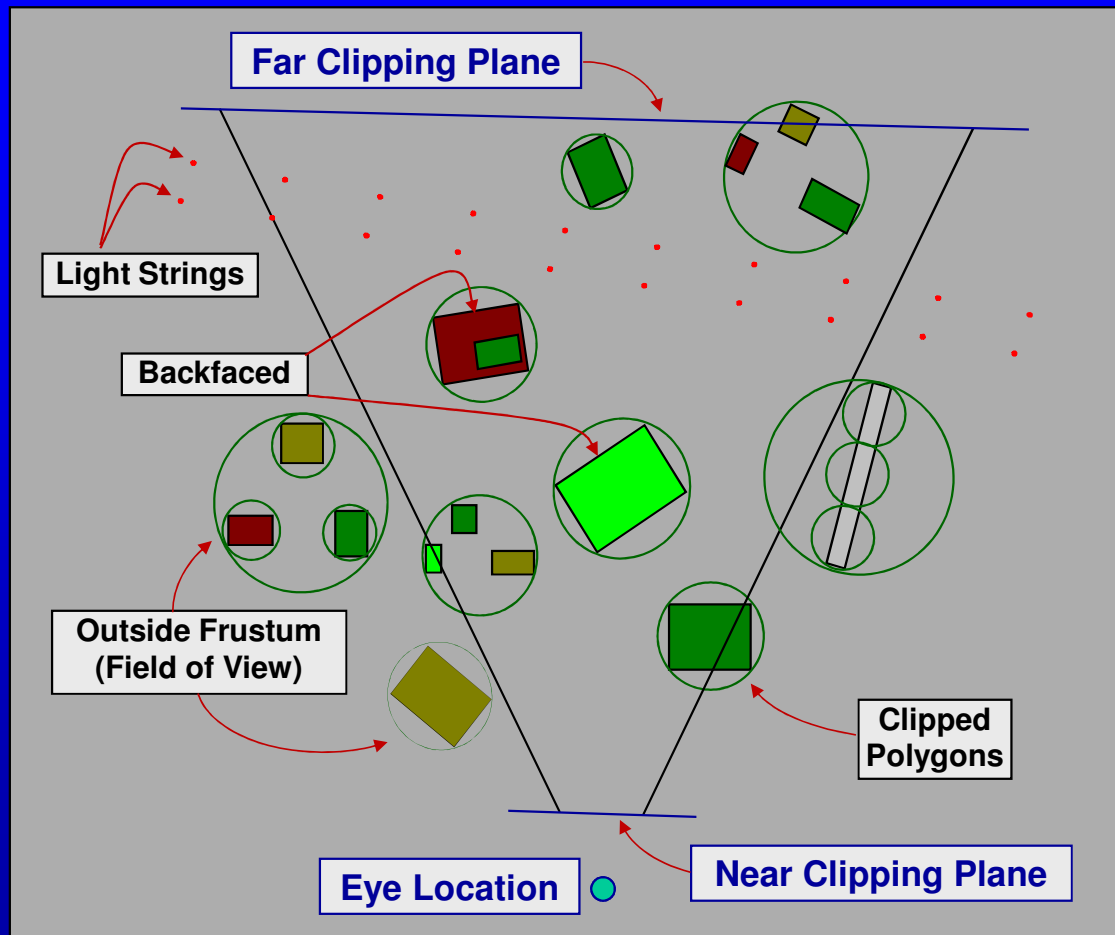 Far Clipping Plane
Light Strings
Backfaced
Outside Frustum
(Field of View)
Clipped
Polygons
Near Clipping Plane
Eye Location